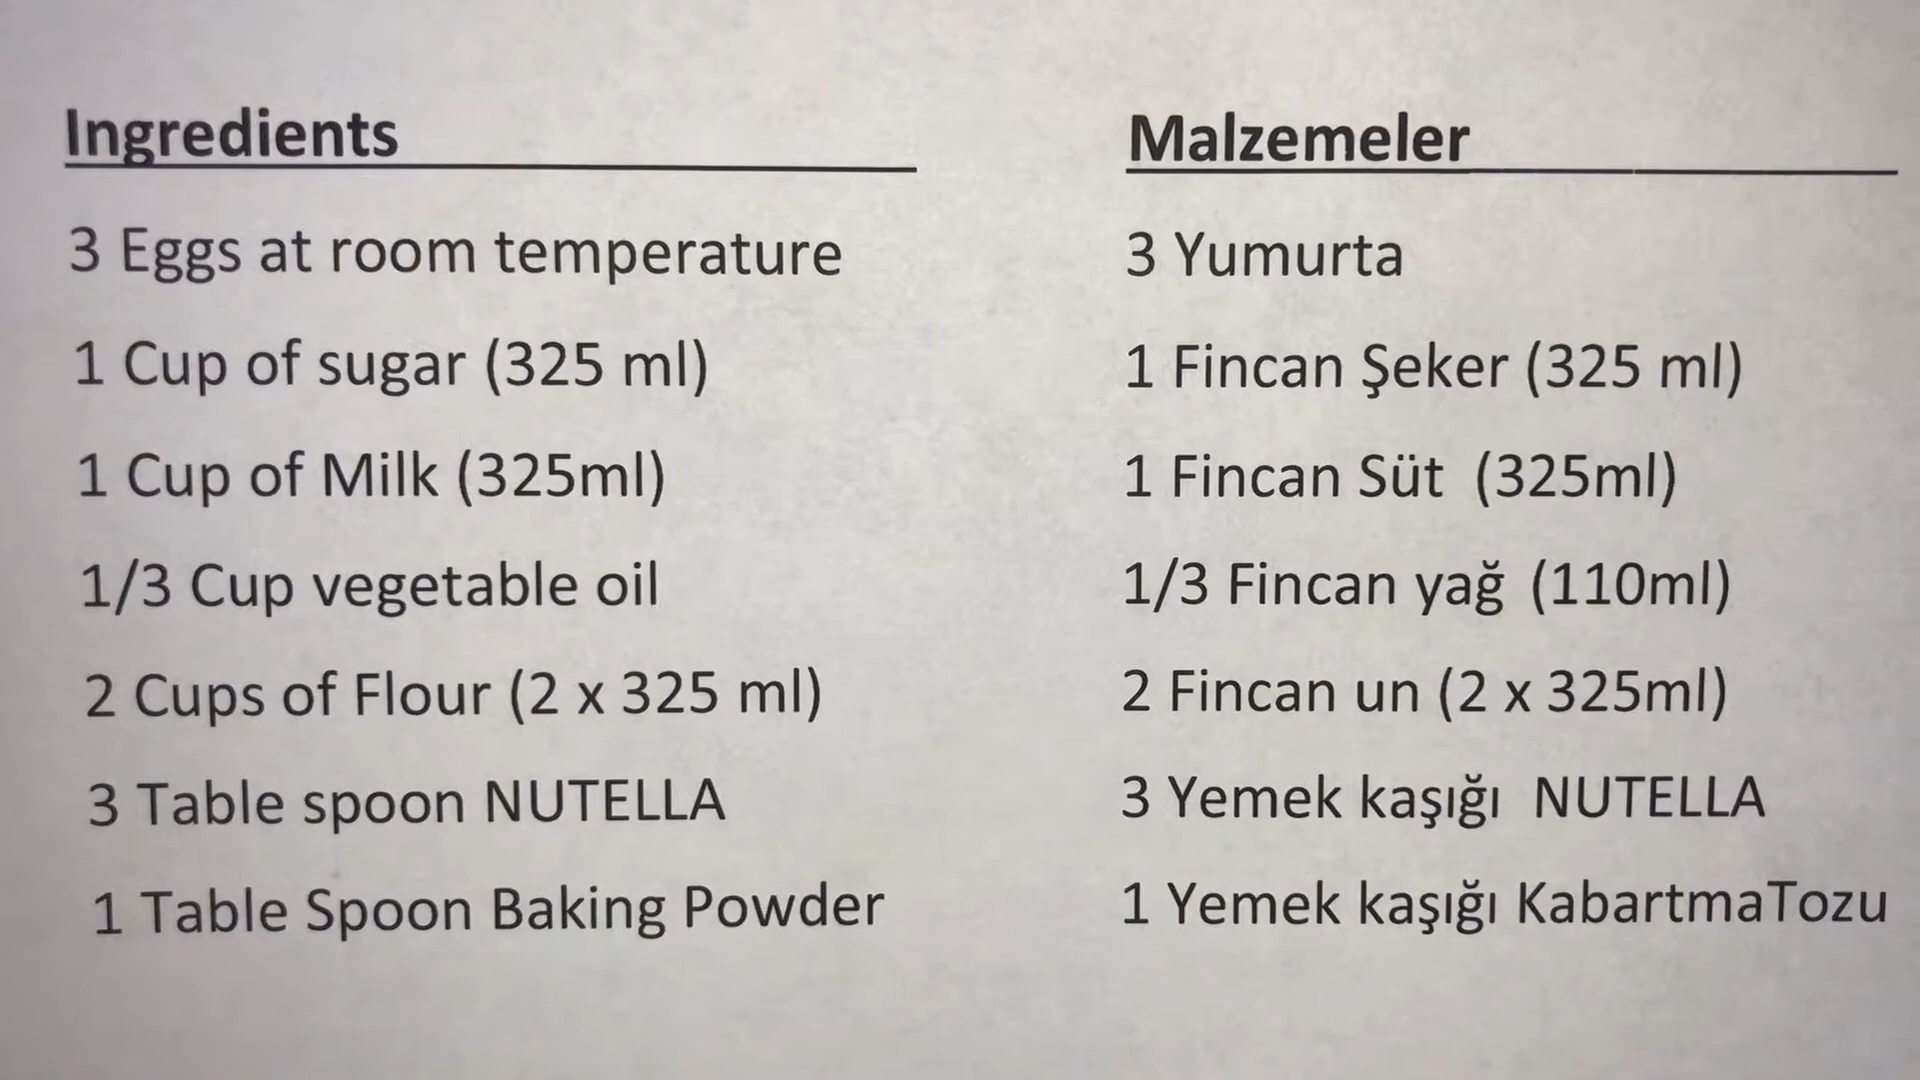 Ingredients
3 Eggs at room temperature
1 Cup of sugar (325 ml)
1 Cup of Milk (325ml)
1/3 Cup vegetable oil
2 Cups of Flour (2 x 325 ml)
3 Table spoon NUTELLA
1 Table Spoon Baking Powder
Malzemeler
3 Yumurta
1 Fincan Şeker (325 ml)
1 Fincan Süt (325ml)
1/3 Fincan yağ (110ml)
2 Fincan un (2 x 325ml)
3 Yemek kaşığı NUTELLA
1 Yemek kaşığı KabartmaTozu